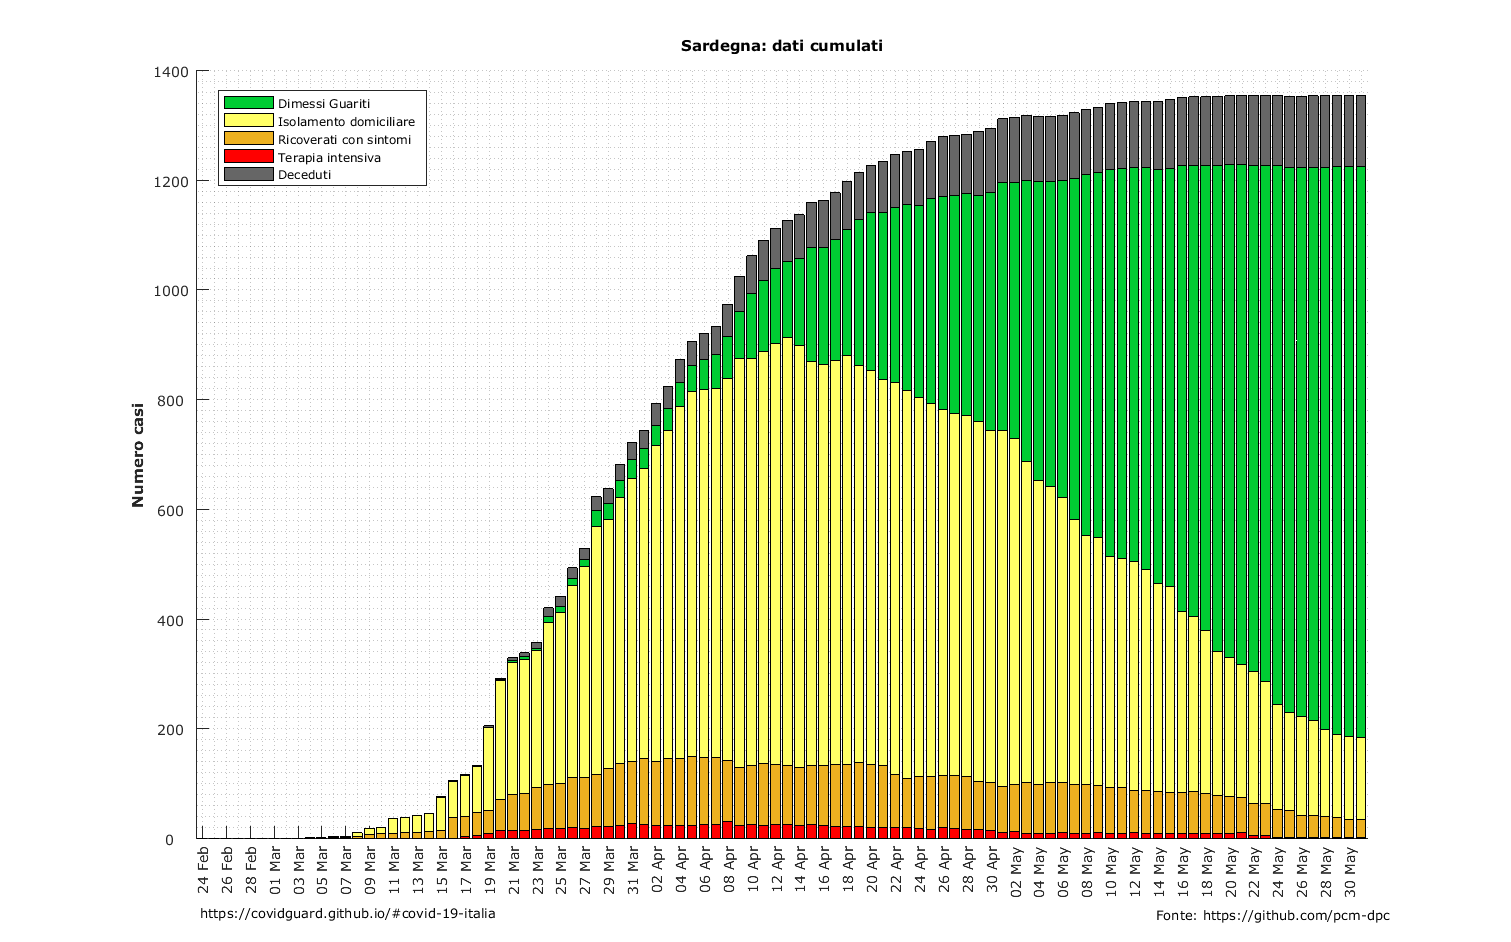 Sardegna: dati cumulati
1400
1200
1000
800
600
400
200
0
Numero casi
Dimessi Guariti
Isolamento domiciliare
Ricoverati con sintomi
Terapia intensiva
Deceduti
24 Feb
26 Feb
28 Feb
01 Mar
03 Mar
05 Mar
07 Mar
09 Mar
11 Mar
13 Mar
15 Mar
17 Mar
19 Mar
21 Mar
23 Mar
25 Mar
27 Mar
29 Mar
31 Mar
02 Apr
04 Apr
06 Apr
08 Apr
10 Apr
12 Apr
14 Apr
16 Apr
18 Apr
20 Apr
22 Apr
24 Apr
26 Apr
28 Apr
30 Apr
02 May
04 May
06 May
08 May
10 May
12 May
14 May
16 May
18 May
20 May
22 May
24 May
26 May
28 May
30 May
https://covidguard.github.io/#covid-19-italia
Fonte: https://github.com/pcm-dpc